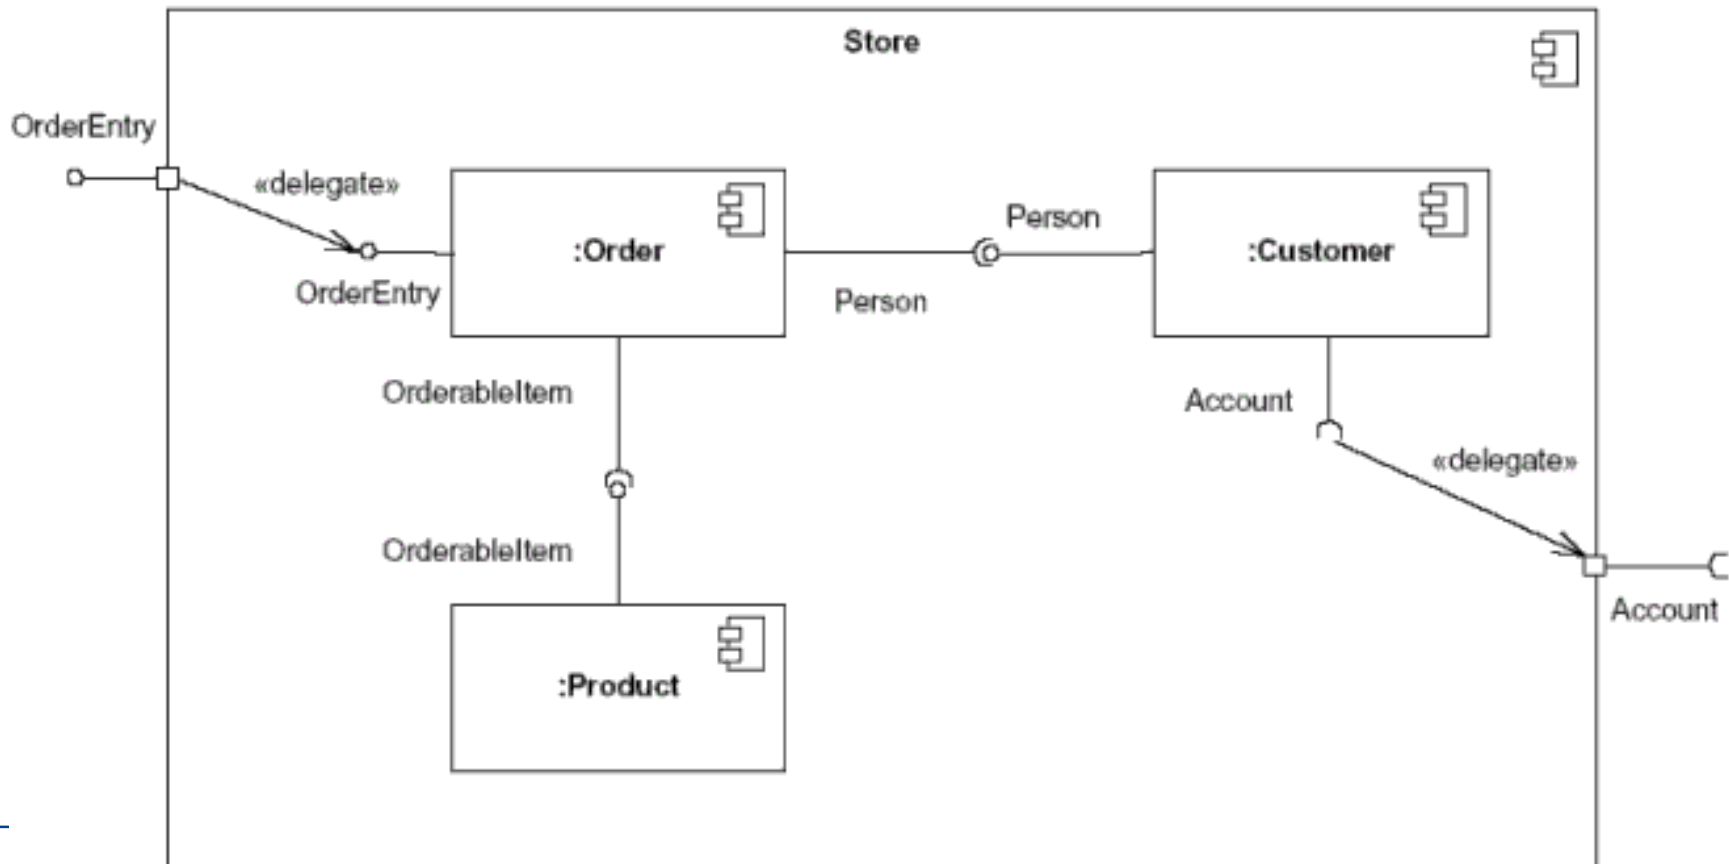 Store
OrderEntry
«delegate»
:Order
OrderEntry
Person
Person
:Customer
OrderableItem
OrderableItem
:Product
Account
«delegate»
Account